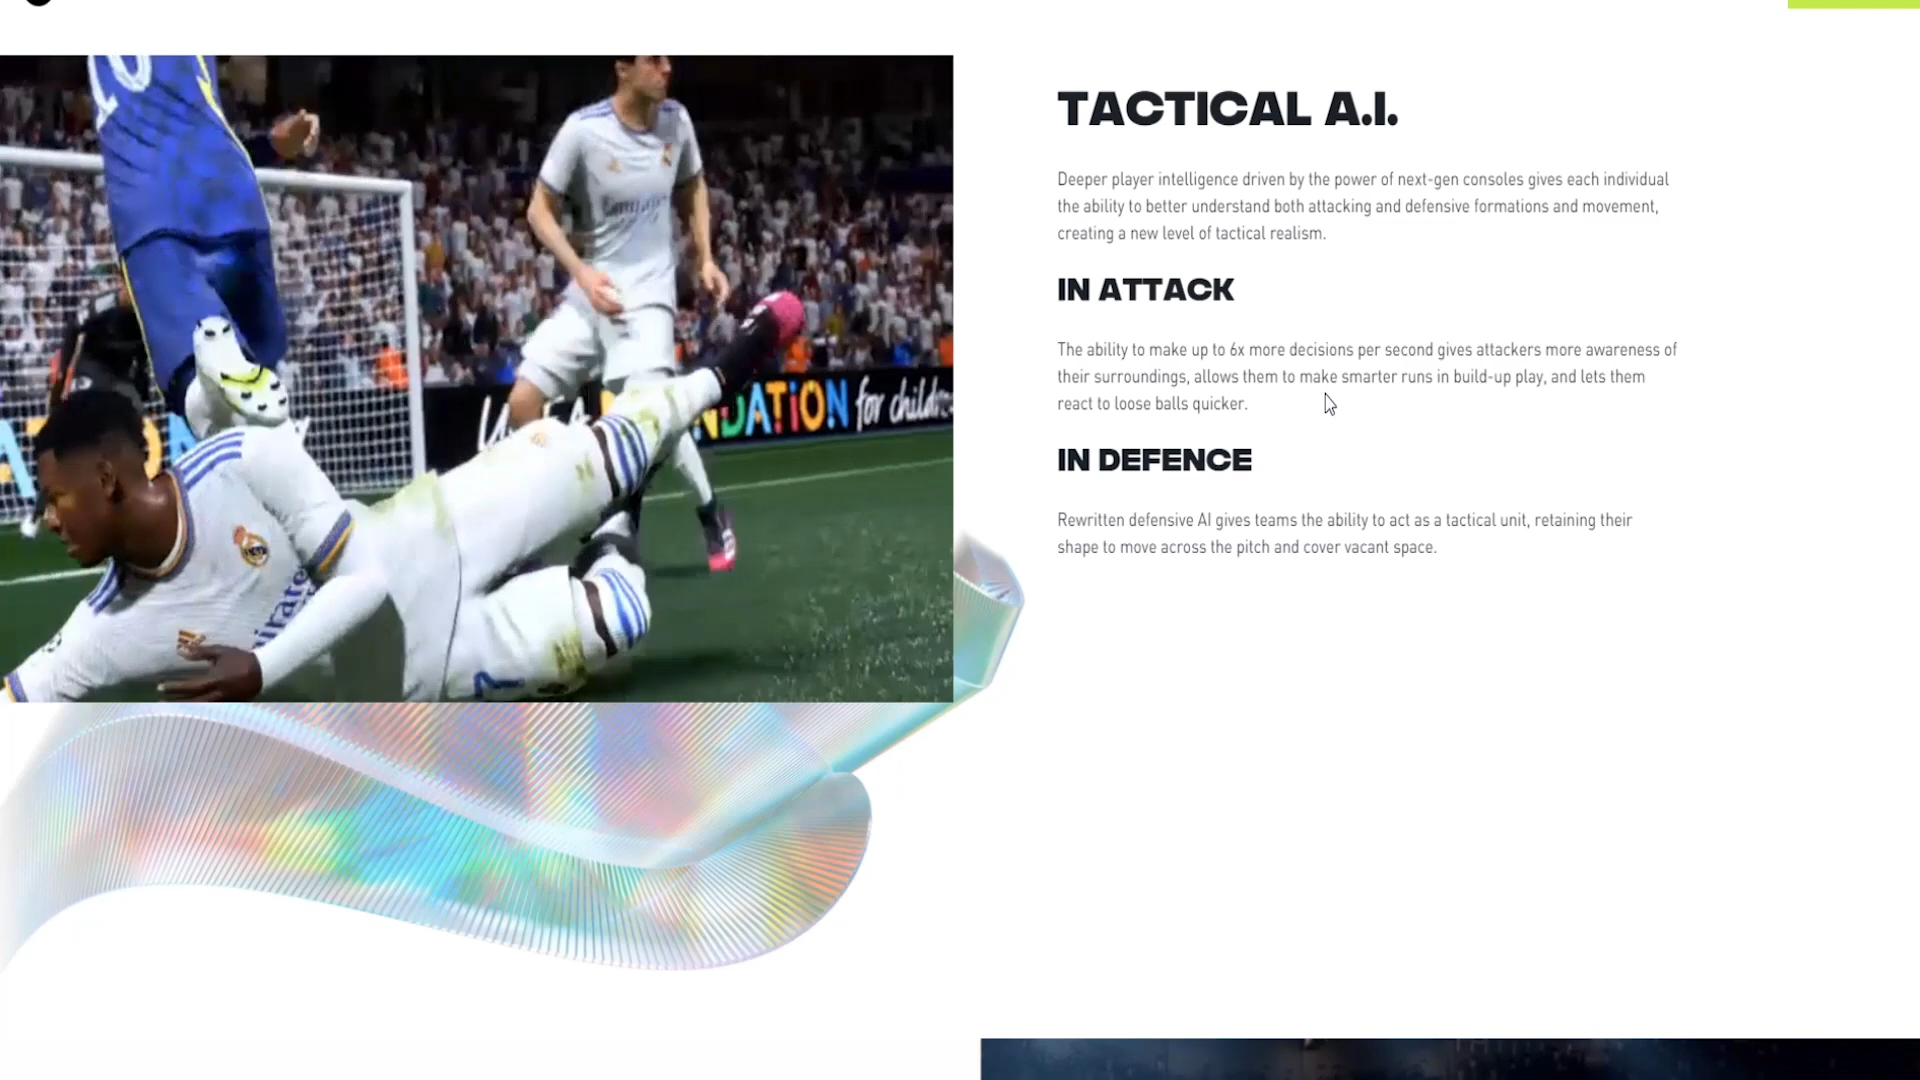 TACTICAL A.I.
Deeper player intelligence driven by the power of next-gen consoles gives each individual
the ability to better understand both attacking and defensive formations and movement,
creating a new level of tactical realism.
IN ATTACK
The ability to make up to 6x more decisions per second gives attackers more awareness of
their surroundings, allows them to make smarter runs in build-up play, and lets them
react to loose balls quicker.
IN DEFENCE
Rewritten defensive AI gives teams the ability to act as a tactical unit, retaining their
shape to move across the pitch and cover vacant space.
for
7